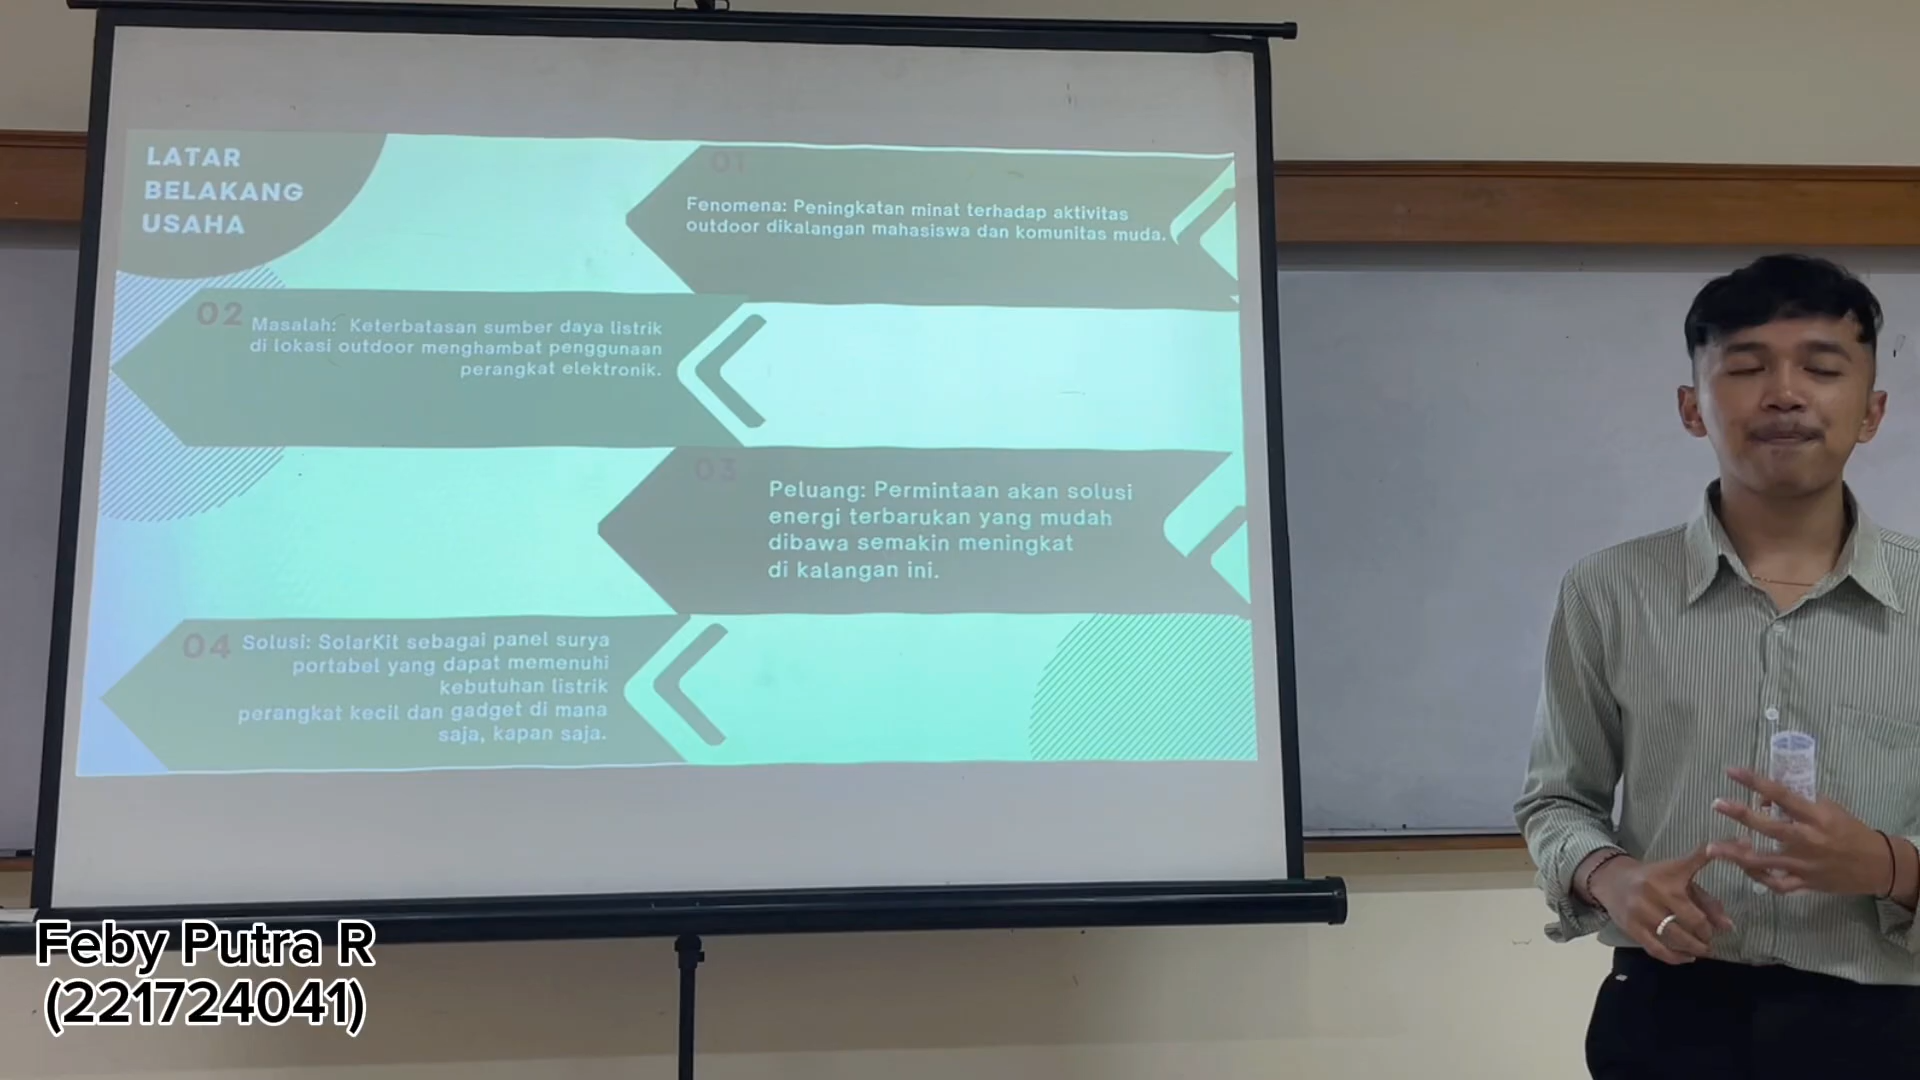 LATAR
BELAKANG
USAHA
01
Fenomena: Peningkatan minat terhadap aktivitas
outdoor dikalangan mahasiswa dan komunitas muda.
02
Masalah: Keterbatasan sumber daya listrik
di lokasi outdoor menghambat penggunaan
perangkat elektronik.
03
Peluang: Permintaan akan solusi
energi terbarukan yang mudah
dibawa semakin meningkat
di kalangan ini.
04
Solusi: SolarKit sebagai panel surya
portabel yang dapat memenuhi
kebutuhan listrik
perangkat kecil dan gadget di mana
saja, kapan saja.
Feby Putra R
(221724041)